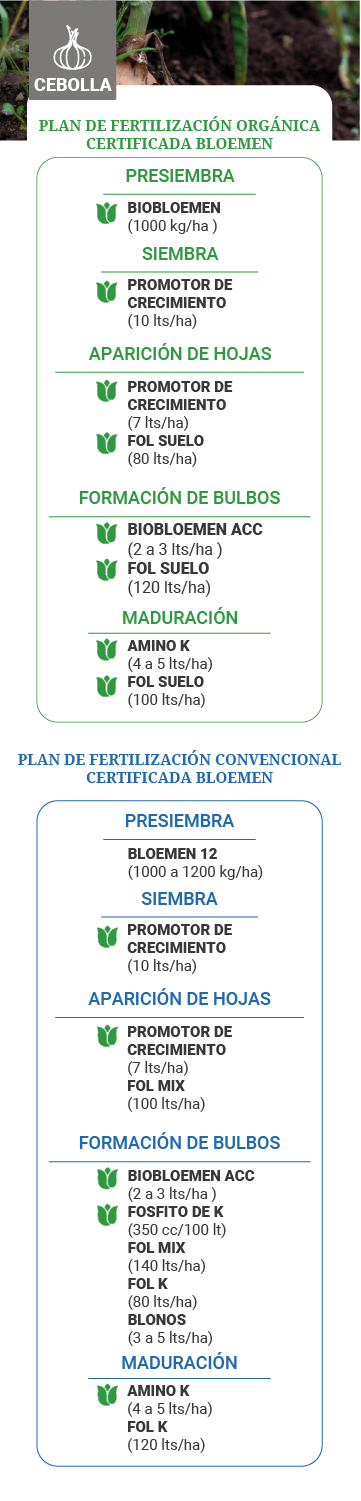 CEBOLLA
PLAN DE FERTILIZACIÓN ORGÁNICA
CERTIFICADA BLOEMEN
PRESIEMBRA
BIOBLOEMEN
(1000 kg/ha )
SIEMBRA
PROMOTOR DE
CRECIMIENTO
(10 lts/ha)
APARICIÓN DE HOJAS
PROMOTOR DE
CRECIMIENTO
(7 lts/ha)
FOL SUELO
(80 lts/ha)
FORMACIÓN DE BULBOS
BIOBLOEMEN ACC
(2 a 3 lts/ha )
FOL SUELO
(120 lts/ha)
MADURACIÓN
AMINO K
(4 a 5 lts/ha)
FOL SUELO
(100 lts/ha)
PLAN DE FERTILIZACIÓN CONVENCIONAL
CERTIFICADA BLOEMEN
PRESIEMBRA
BLOEMEN 12
(1000 a 1200 kg/ha)
SIEMBRA
PROMOTOR DE
CRECIMIENTO
(10 lts/ha)
APARICIÓN DE HOJAS
PROMOTOR DE
CRECIMIENTO
(7 lts/ha)
FOL MIX
(100 lts/ha)
FORMACIÓN DE BULBOS
BIOBLOEMEN ACC
(2 a 3 lts/ha )
FOSFITO DE K
(350 cc/100 lt)
FOL MIX
(140 lts/ha)
FOL K
(80 lts/ha)
BLONOS
(3 a 5 lts/ha)
MADURACIÓN
AMINO K
(4 a 5 lts/ha)
FOL K
(120 lts/ha)